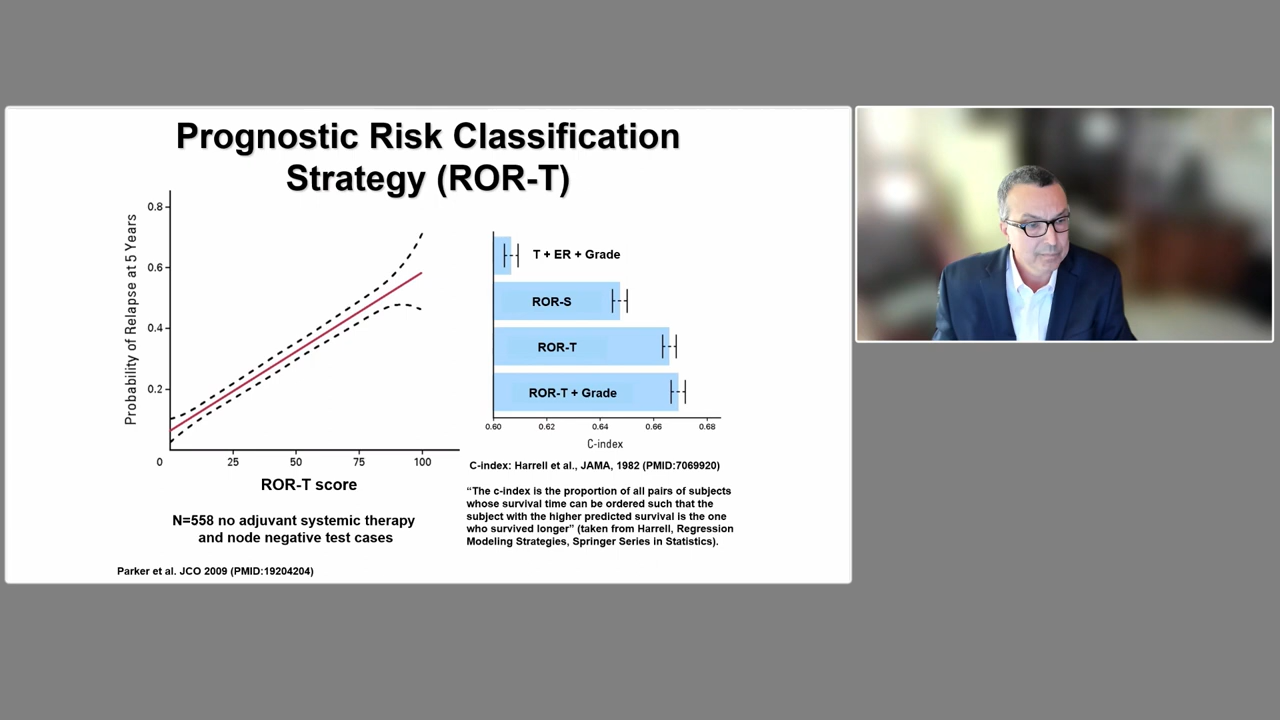 Prognostic Risk Classification
Strategy (ROR-T)
Probability of Relapse at 5 Years
0.8
0.6
0.4
0.2
0
25
50
75
100
ROR-T score
N=558 no adjuvant systemic therapy
and node negative test cases
Parker et al. JCO 2009 (PMID:19204204)
T + ER + Grade
ROR-S
ROR-T
ROR-T + Grade
0.60
0.62
0.64
0.66
0.68
C-index
C-index: Harrell et al., JAMA, 1982 (PMID:7069920)
“The c-index is the proportion of all pairs of subjects
whose survival time can be ordered such that the
subject with the higher predicted survival is the one
who survived longer” (taken from Harrell, Regression
Modeling Strategies, Springer Series in Statistics).